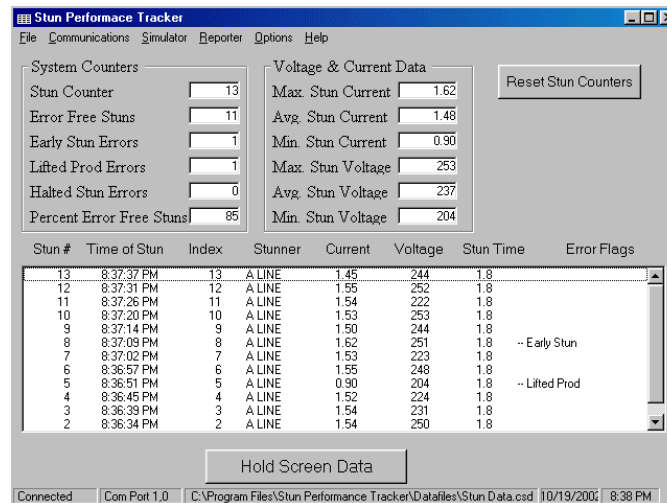 Stun Performace Tracker
File Communications Simulator Reporter Options Help
System Counters
Stun Counter 13
Error Free Stuns 11
Early Stun Errors 1
Lifted Prod Errors 1
Halted Stun Errors 0
Percent Error Free Stuns 85
Voltage & Current Data
Max. Stun Current 1.62
Avg. Stun Current 1.48
Min. Stun Current 0.90
Max. Stun Voltage 253
Avg. Stun Voltage 237
Min. Stun Voltage 204
Reset Stun Counters
Stun # Time of Stun Index Stunner Current Voltage Stun Time Error Flags
13 8:37:37 PM 13 A LINE 1.45 244 1.8
12 8:37:31 PM 12 A LINE 1.55 252 1.8
11 8:37:26 PM 11 A LINE 1.54 222 1.8
10 8:37:20 PM 10 A LINE 1.53 253 1.8
9 8:37:14 PM 9 A LINE 1.50 244 1.8
8 8:37:09 PM 8 A LINE 1.62 251 1.8 -- Early Stun
7 8:37:02 PM 7 A LINE 1.53 223 1.8
6 8:36:57 PM 6 A LINE 1.55 248 1.8
5 8:36:51 PM 5 A LINE 0.90 204 1.8 -- Lifted Prod
4 8:36:45 PM 4 A LINE 1.52 224 1.8
3 8:36:39 PM 3 A LINE 1.54 231 1.8
2 8:36:34 PM 2 A LINE 1.54 250 1.8
Hold Screen Data
Connected Com Port 1,0 C:\Program Files\Stun Performance Tracker\Datafiles\Stun Data.csd 10/19/2002 8:38 PM